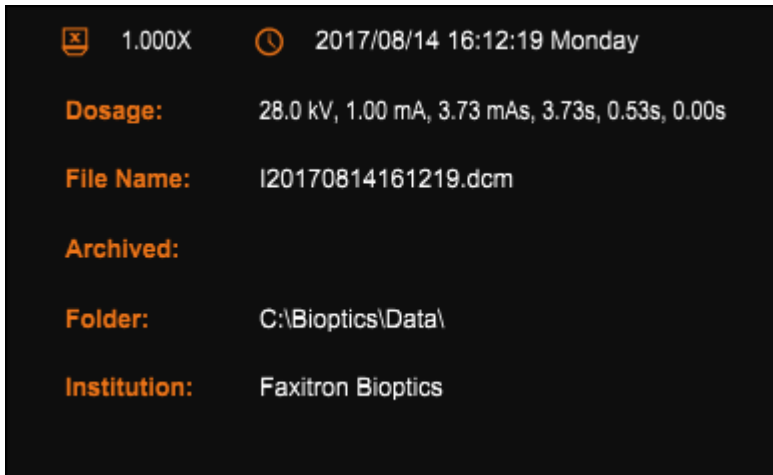 1.000X 2017/08/14 16:12:19 Monday
Dosage: 28.0 kV, 1.00 mA, 3.73 mAs, 3.73s, 0.53s, 0.00s
File Name: I20170814161219.dcm
Archived:
Folder: C:\Bioptics\Data\
Institution: Faxitron Bioptics